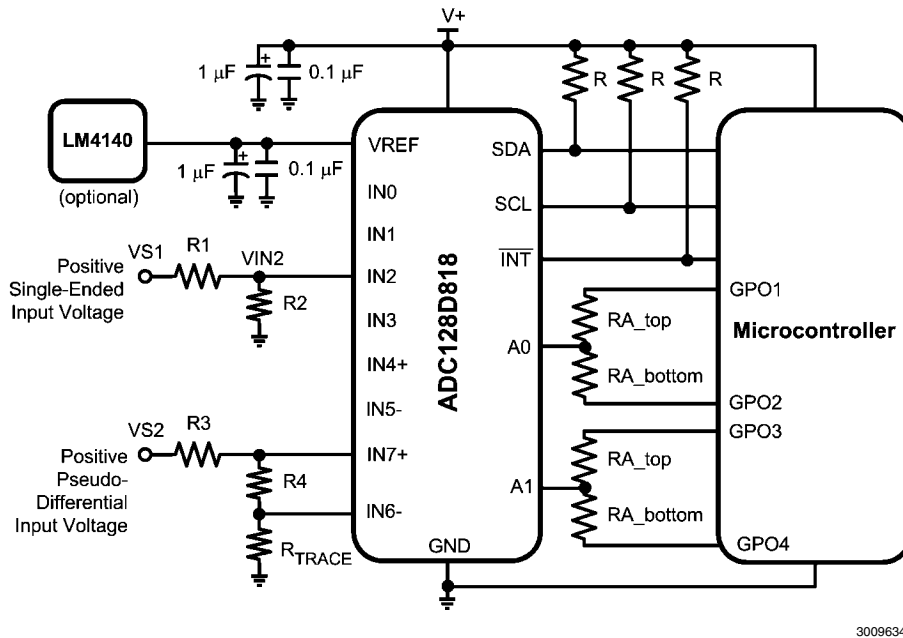 V+
1 µF
+
0.1 µF
R
R
R
LM4140
(optional)
1 µF
+
0.1 µF
VREF
IN0
IN1
IN2
IN3
IN4+
IN5-
IN7+
IN6-
GND
ADC128D818
SDA
SCL
INT
A0
A1
VS1
R1
VIN2
R2
Positive
Single-Ended
Input Voltage
VS2
R3
R4
RTRACE
Positive
Pseudo-
Differential
Input Voltage
RA_top
RA_bottom
RA_top
RA_bottom
GPO1
Microcontroller
GPO2
GPO3
GPO4